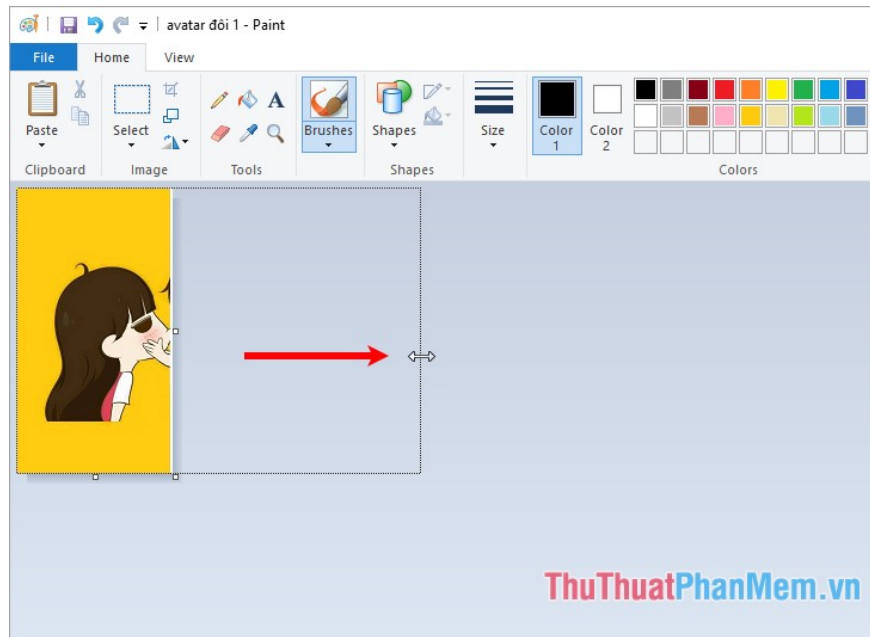 avatar đôi 1 - Paint
File Home View
Paste Select Brushes Shapes Size Color 1 Color 2
Clipboard Image Tools Shapes Colors
A
ThuThuatPhanMem.vn